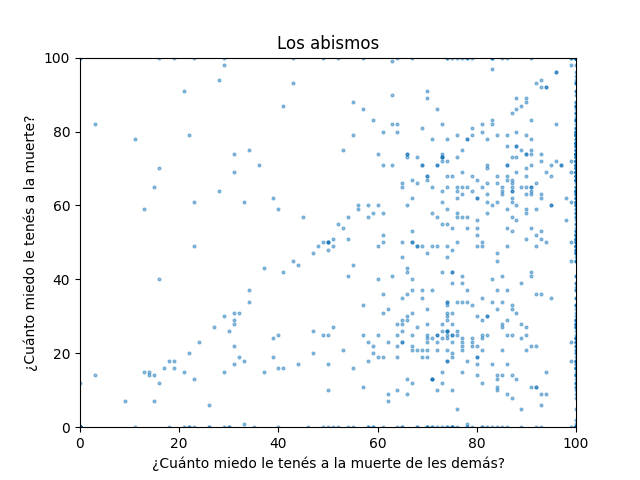 Los abismos
100
80
60
40
20
0
¿Cuánto miedo le tenés a la muerte?
0 20 40 60 80 100
¿Cuánto miedo le tenés a la muerte de les demás?